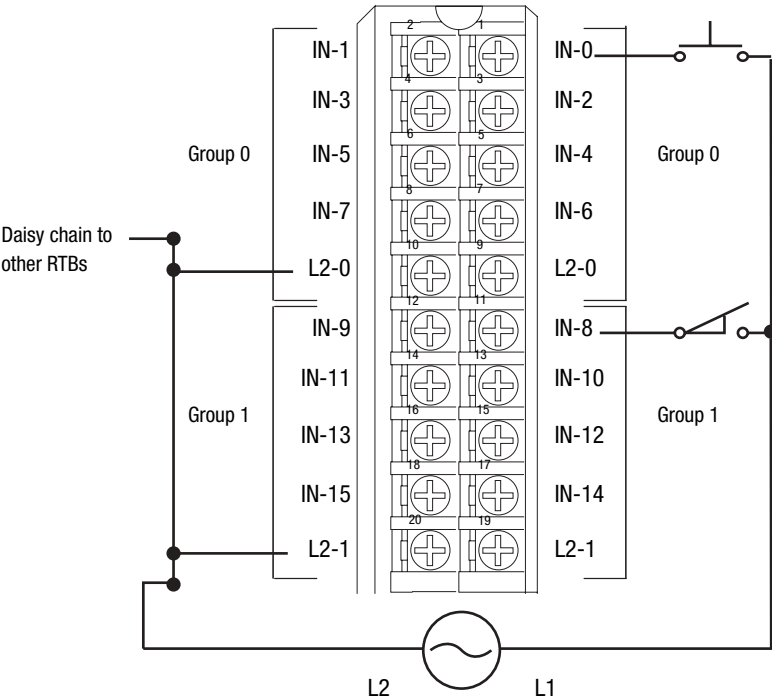 2 1
IN-1 IN-0
4 3
IN-3 IN-2
6 5
Group 0 IN-5 IN-4 Group 0
8 7
IN-7 IN-6
Daisy chain to
other RTBs
10 9
L2-0 L2-0
12 11
IN-9 IN-8
14 13
IN-11 IN-10
16 15
Group 1 IN-13 IN-12 Group 1
18 17
IN-15 IN-14
20 19
L2-1 L2-1
L2 L1